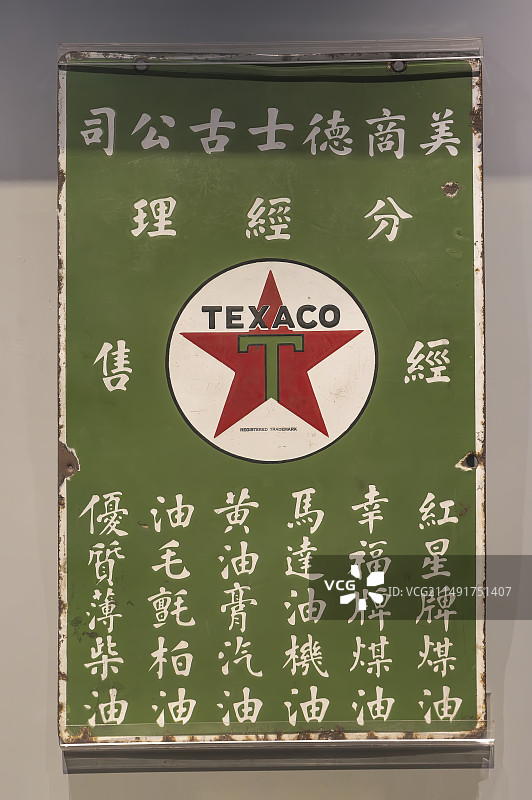 美商德士古公司
分經理
TEXACO
T
REGISTERED TRADEMARK
經售
紅星牌煤油
幸福牌煤油
馬達油機油
黃油膏汽油
油毛氈柏油
優質薄柴油
VCG
ID:VCG211491751407